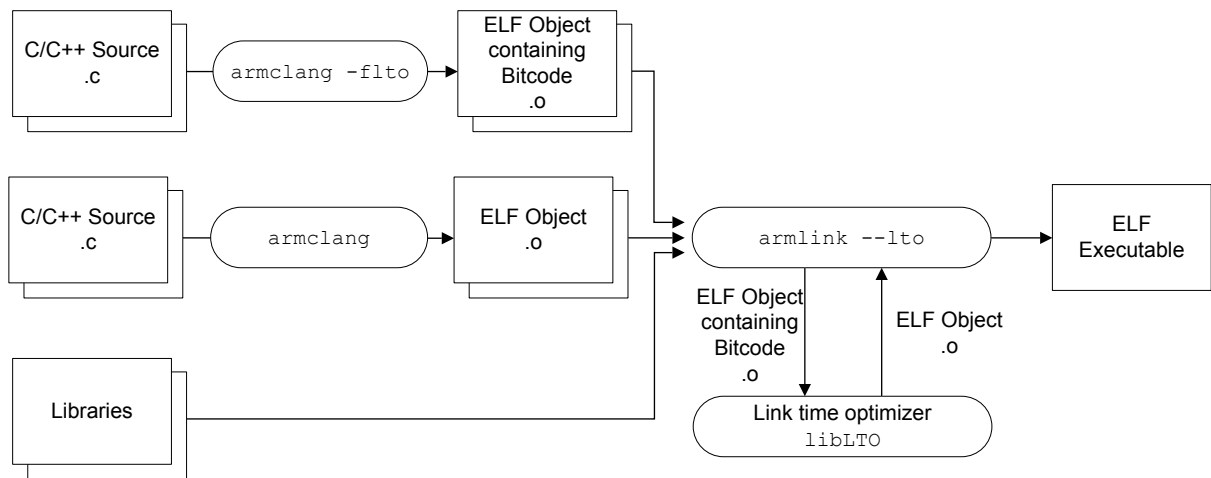 C/C++ Source
.c
armclang -flto
ELF Object
containing
Bitcode
.o
C/C++ Source
.c
armclang
ELF Object
.o
armlink --lto
ELF
Executable
ELF Object
containing
Bitcode
.o
ELF Object
.o
Libraries
Link time optimizer
libLTO